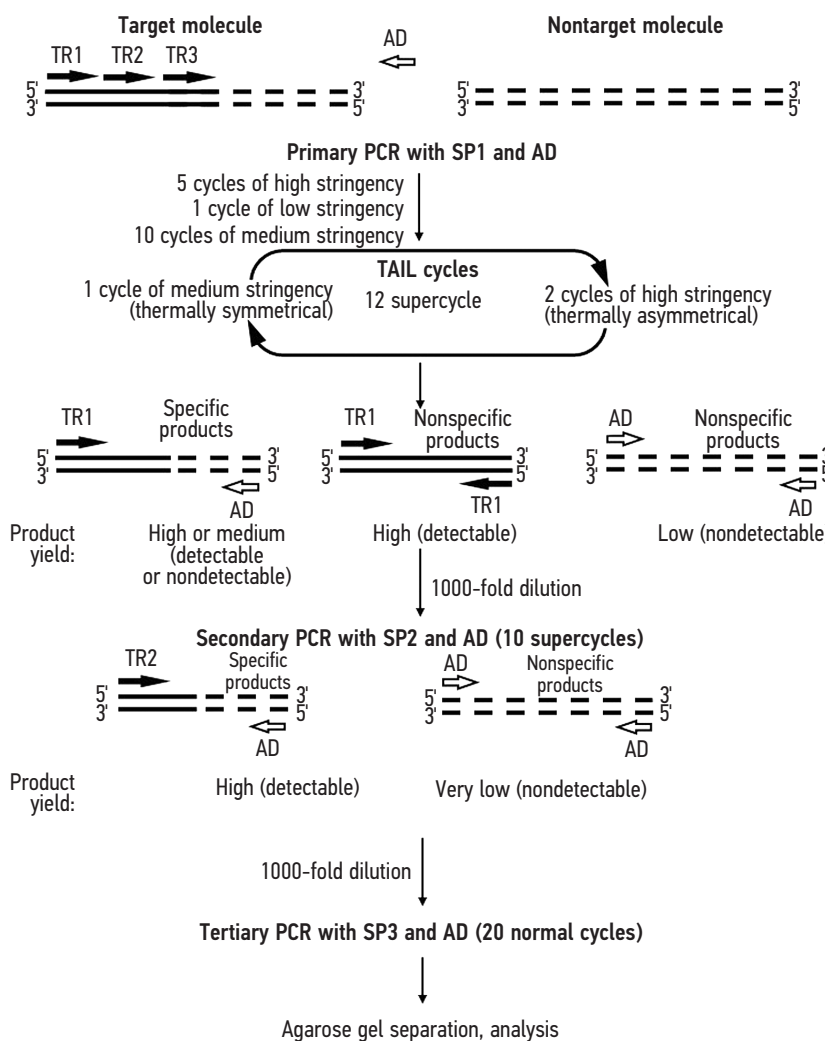 Target molecule
Nontarget molecule
TR1 TR2 TR3
AD
5' 3'
3' 5'
5' 3'
3' 5'
Primary PCR with SP1 and AD
5 cycles of high stringency
1 cycle of low stringency
10 cycles of medium stringency
TAIL cycles
12 supercycle
1 cycle of medium stringency
(thermally symmetrical)
2 cycles of high stringency
(thermally asymmetrical)
TR1
Specific
products
5' 3'
3' 5'
AD
TR1
Nonspecific
products
TR1
AD
Nonspecific
products
5' 3'
3' 5'
AD
Product
yield:
High or medium
(detectable
or nondetectable)
High (detectable)
Low (nondetectable
1000-fold dilution
Secondary PCR with SP2 and AD (10 supercycles)
TR2
Specific
products
5' 3'
3' 5'
AD
AD
Nonspecific
products
5' 3'
3' 5'
AD
Product
yield:
High (detectable)
Very low (nondetectable)
1000-fold dilution
Tertiary PCR with SP3 and AD (20 normal cycles)
Agarose gel separation, analysis